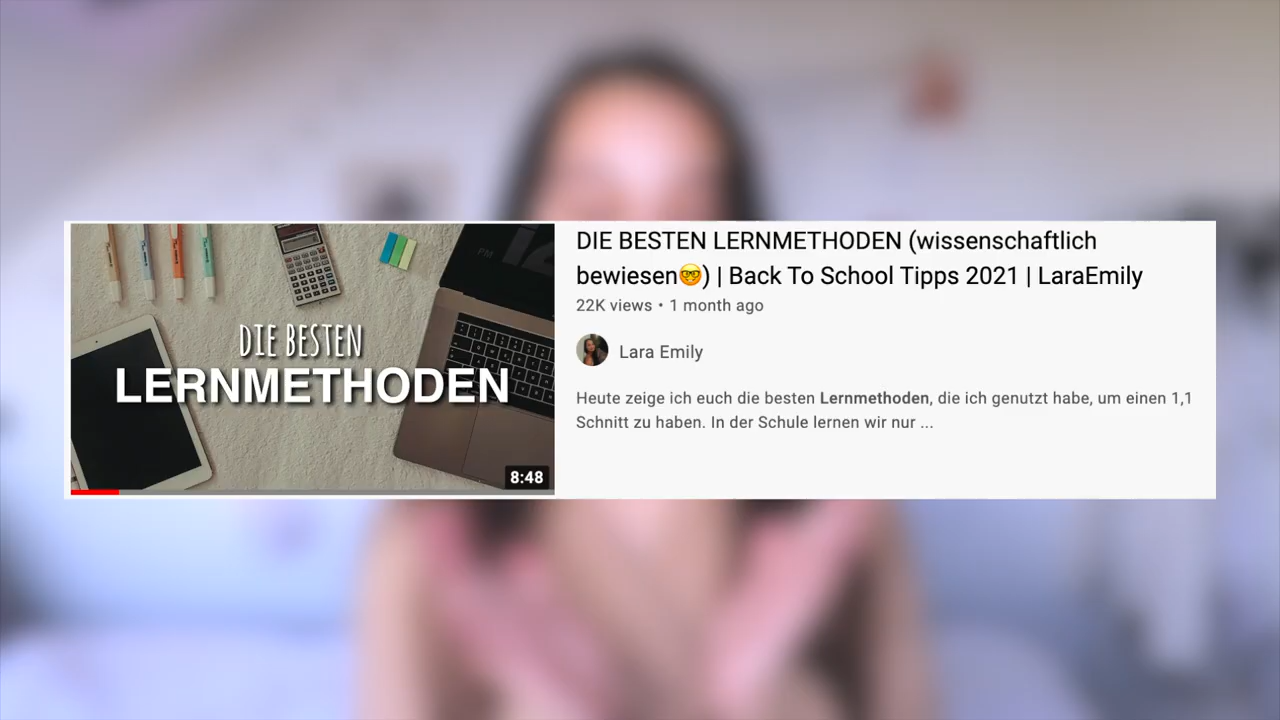 DIE BESTEN
LERNMETHODEN
8:48
DIE BESTEN LERNMETHODEN (wissenschaftlich
bewiesen🤓) | Back To School Tipps 2021 | LaraEmily
22K views • 1 month ago
Lara Emily
Heute zeige ich euch die besten Lernmethoden, die ich genutzt habe, um einen 1,1
Schnitt zu haben. In der Schule lernen wir nur ...